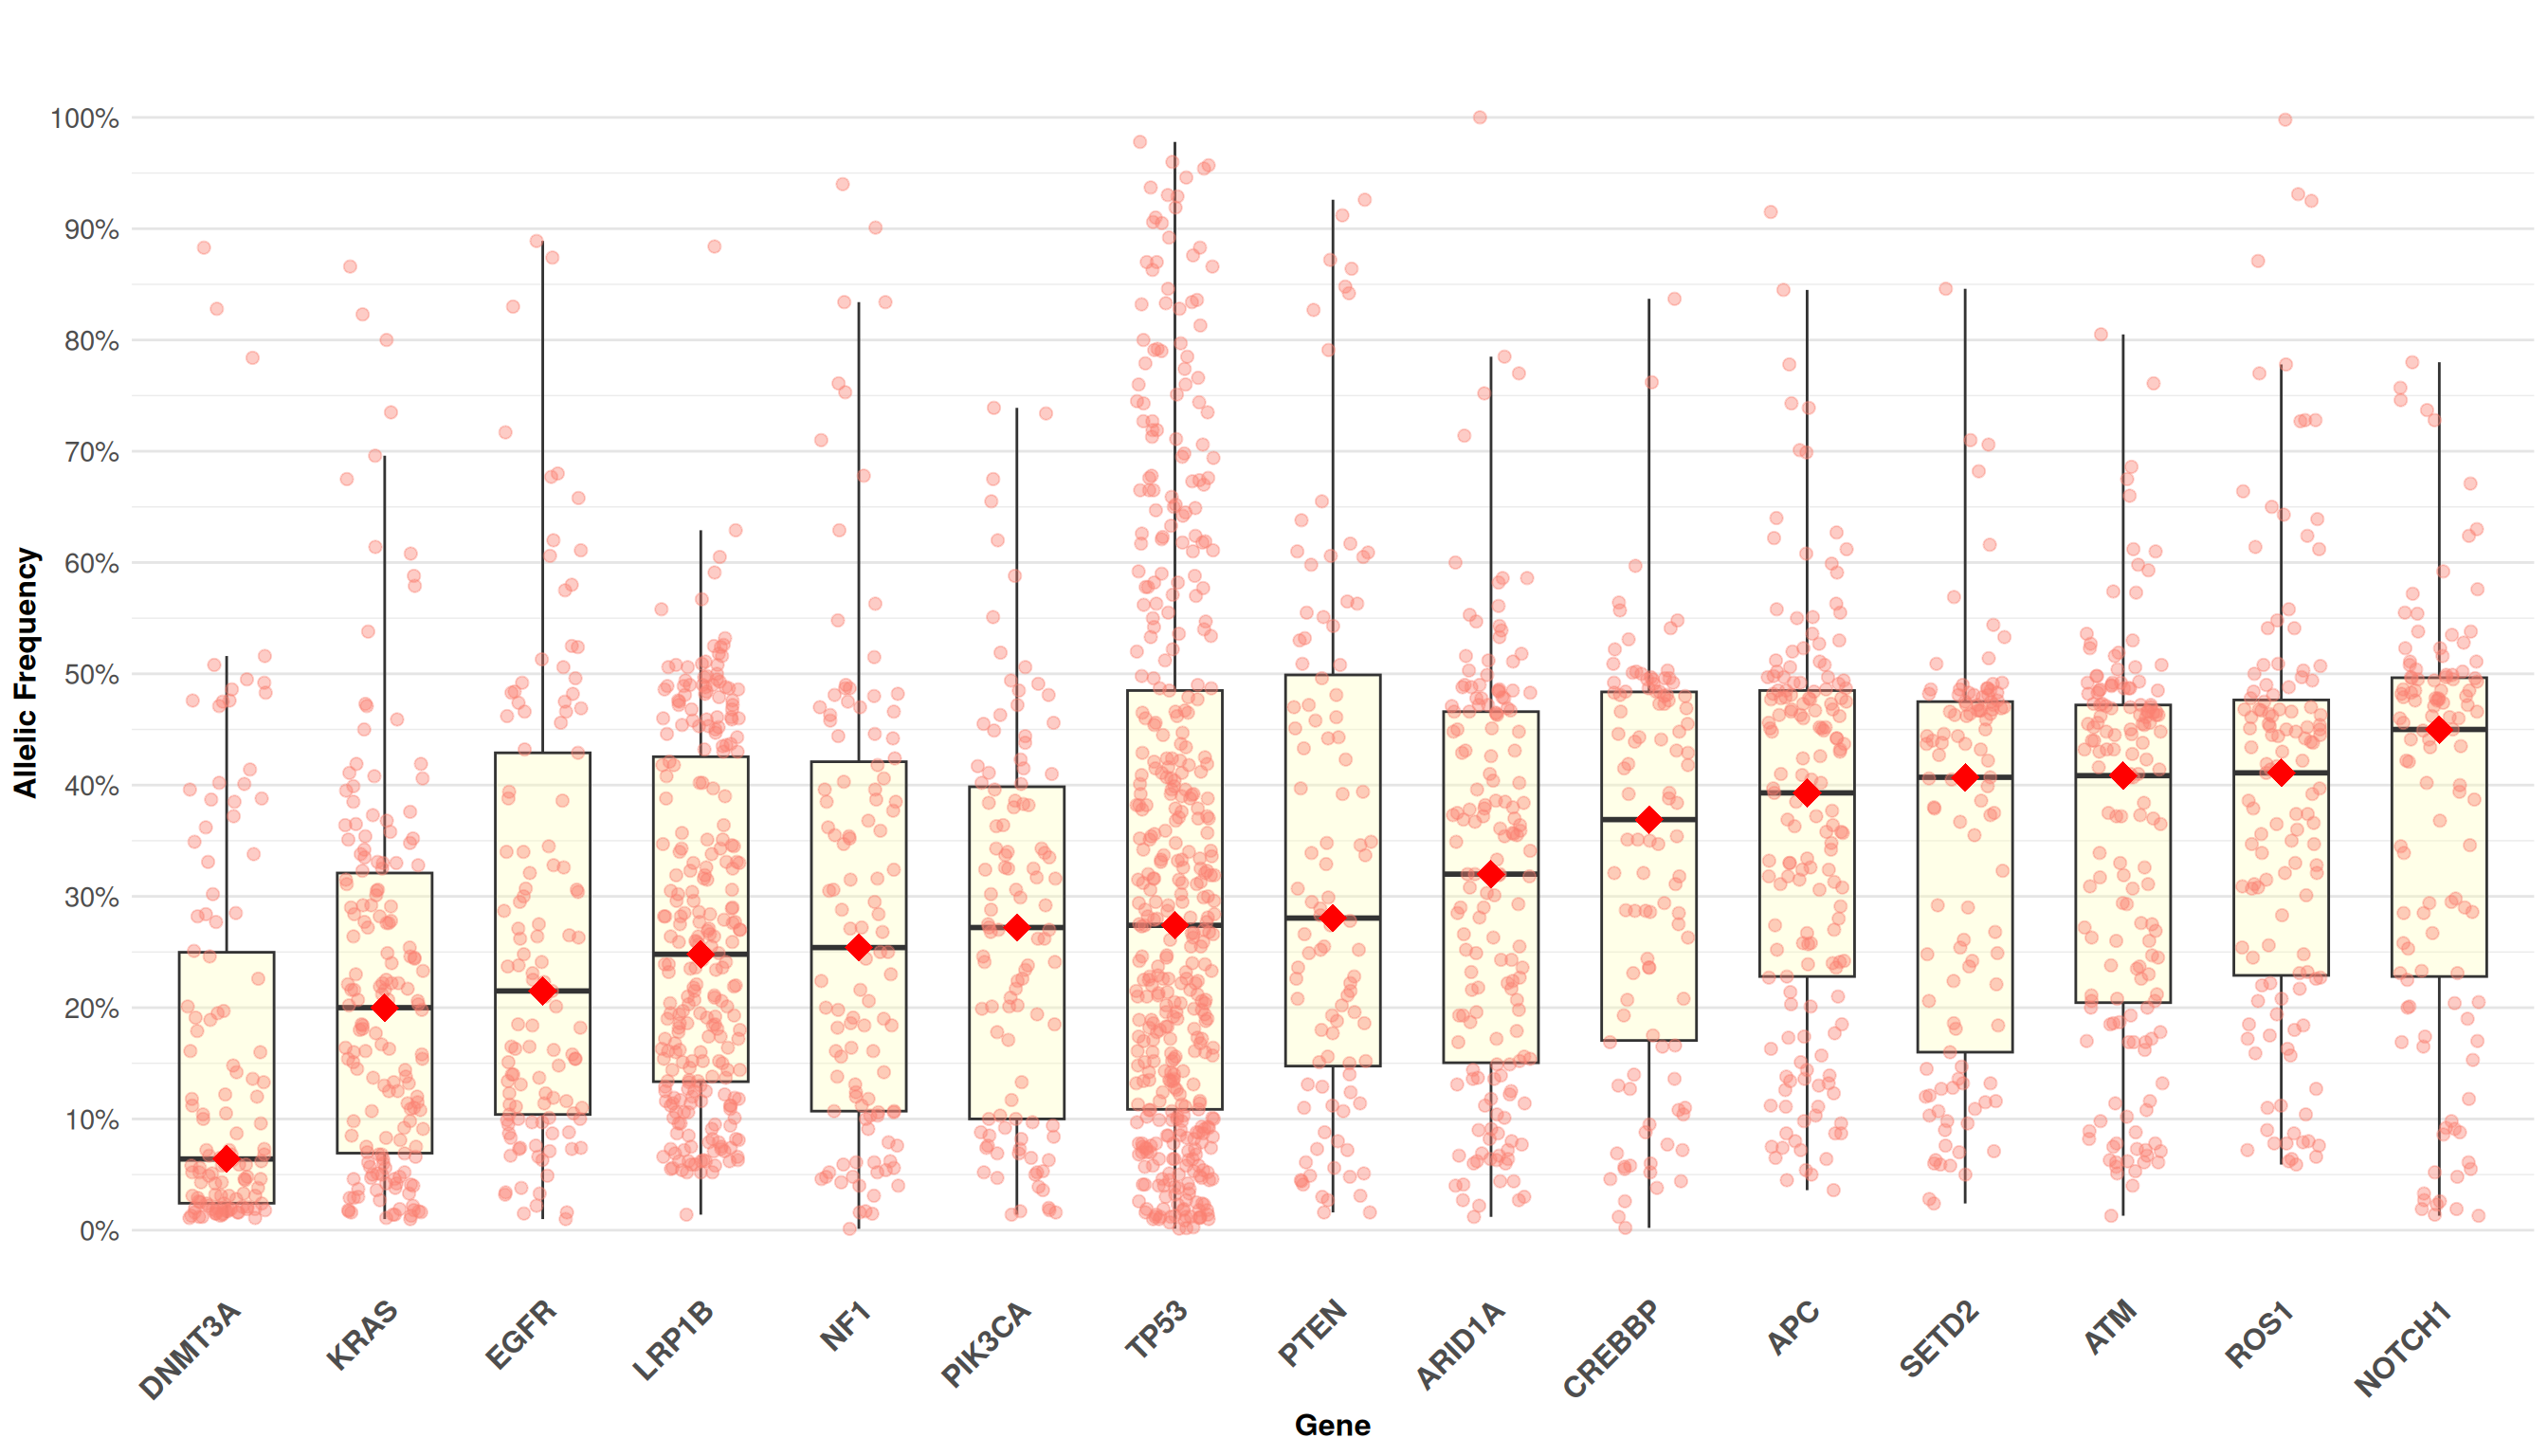 100%
90%
80%
70%
60%
50%
40%
30%
20%
10%
0%
Allelic Frequency
DNMT3A
KRAS
EGFR
LRP1B
NF1
PIK3CA
TP53
PTEN
ARID1A
CREBBP
APC
SETD2
ATM
ROS1
NOTCH1
Gene